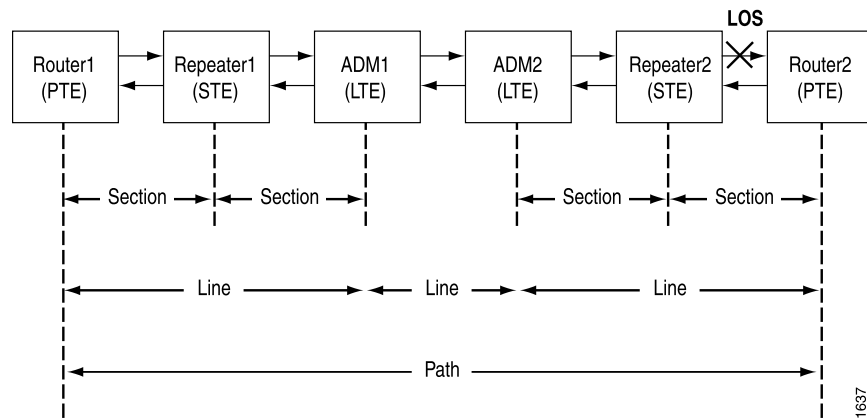 LOS
Router1
(PTE)
Repeater1
(STE)
ADM1
(LTE)
ADM2
(LTE)
Repeater2
(STE)
Router2
(PTE)
Section
Section
Section
Section
Line
Line
Line
Path
1637